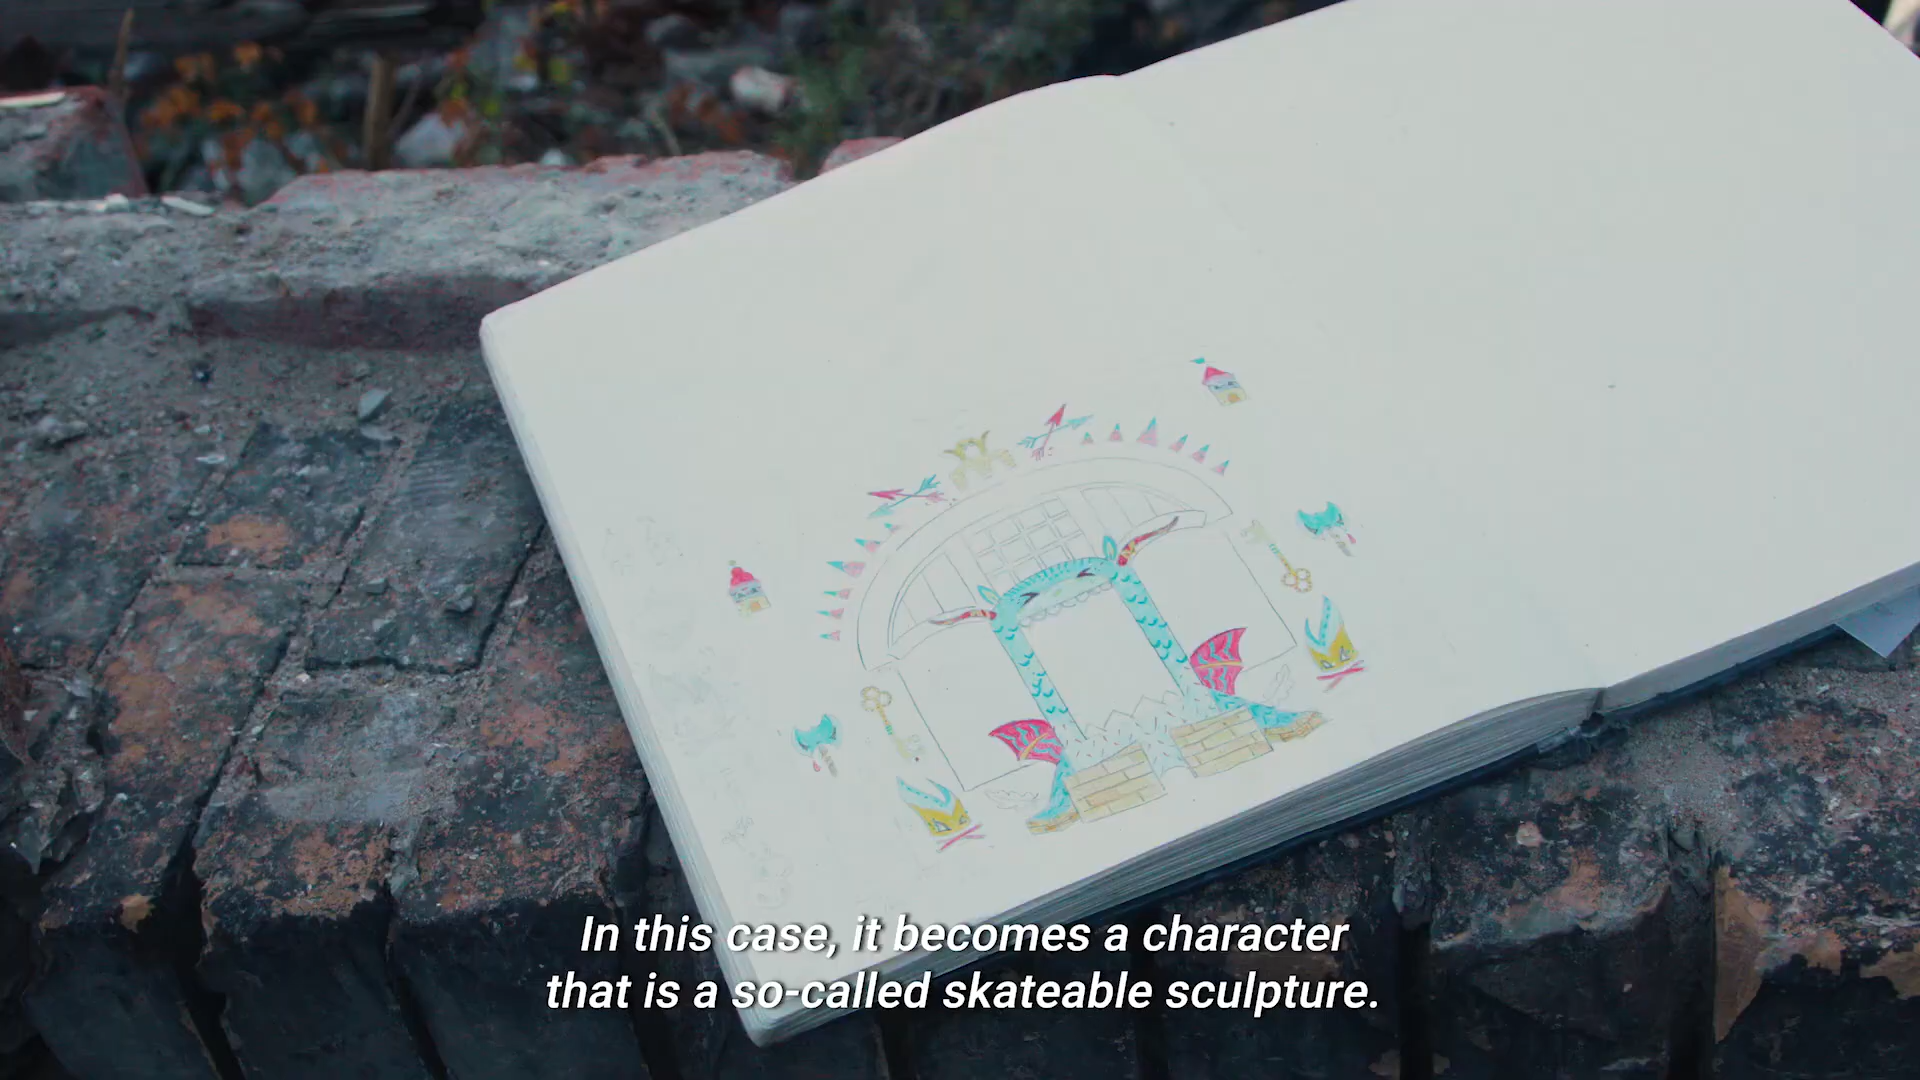 In this case, it becomes a character
that is a so-called skateable sculpture.